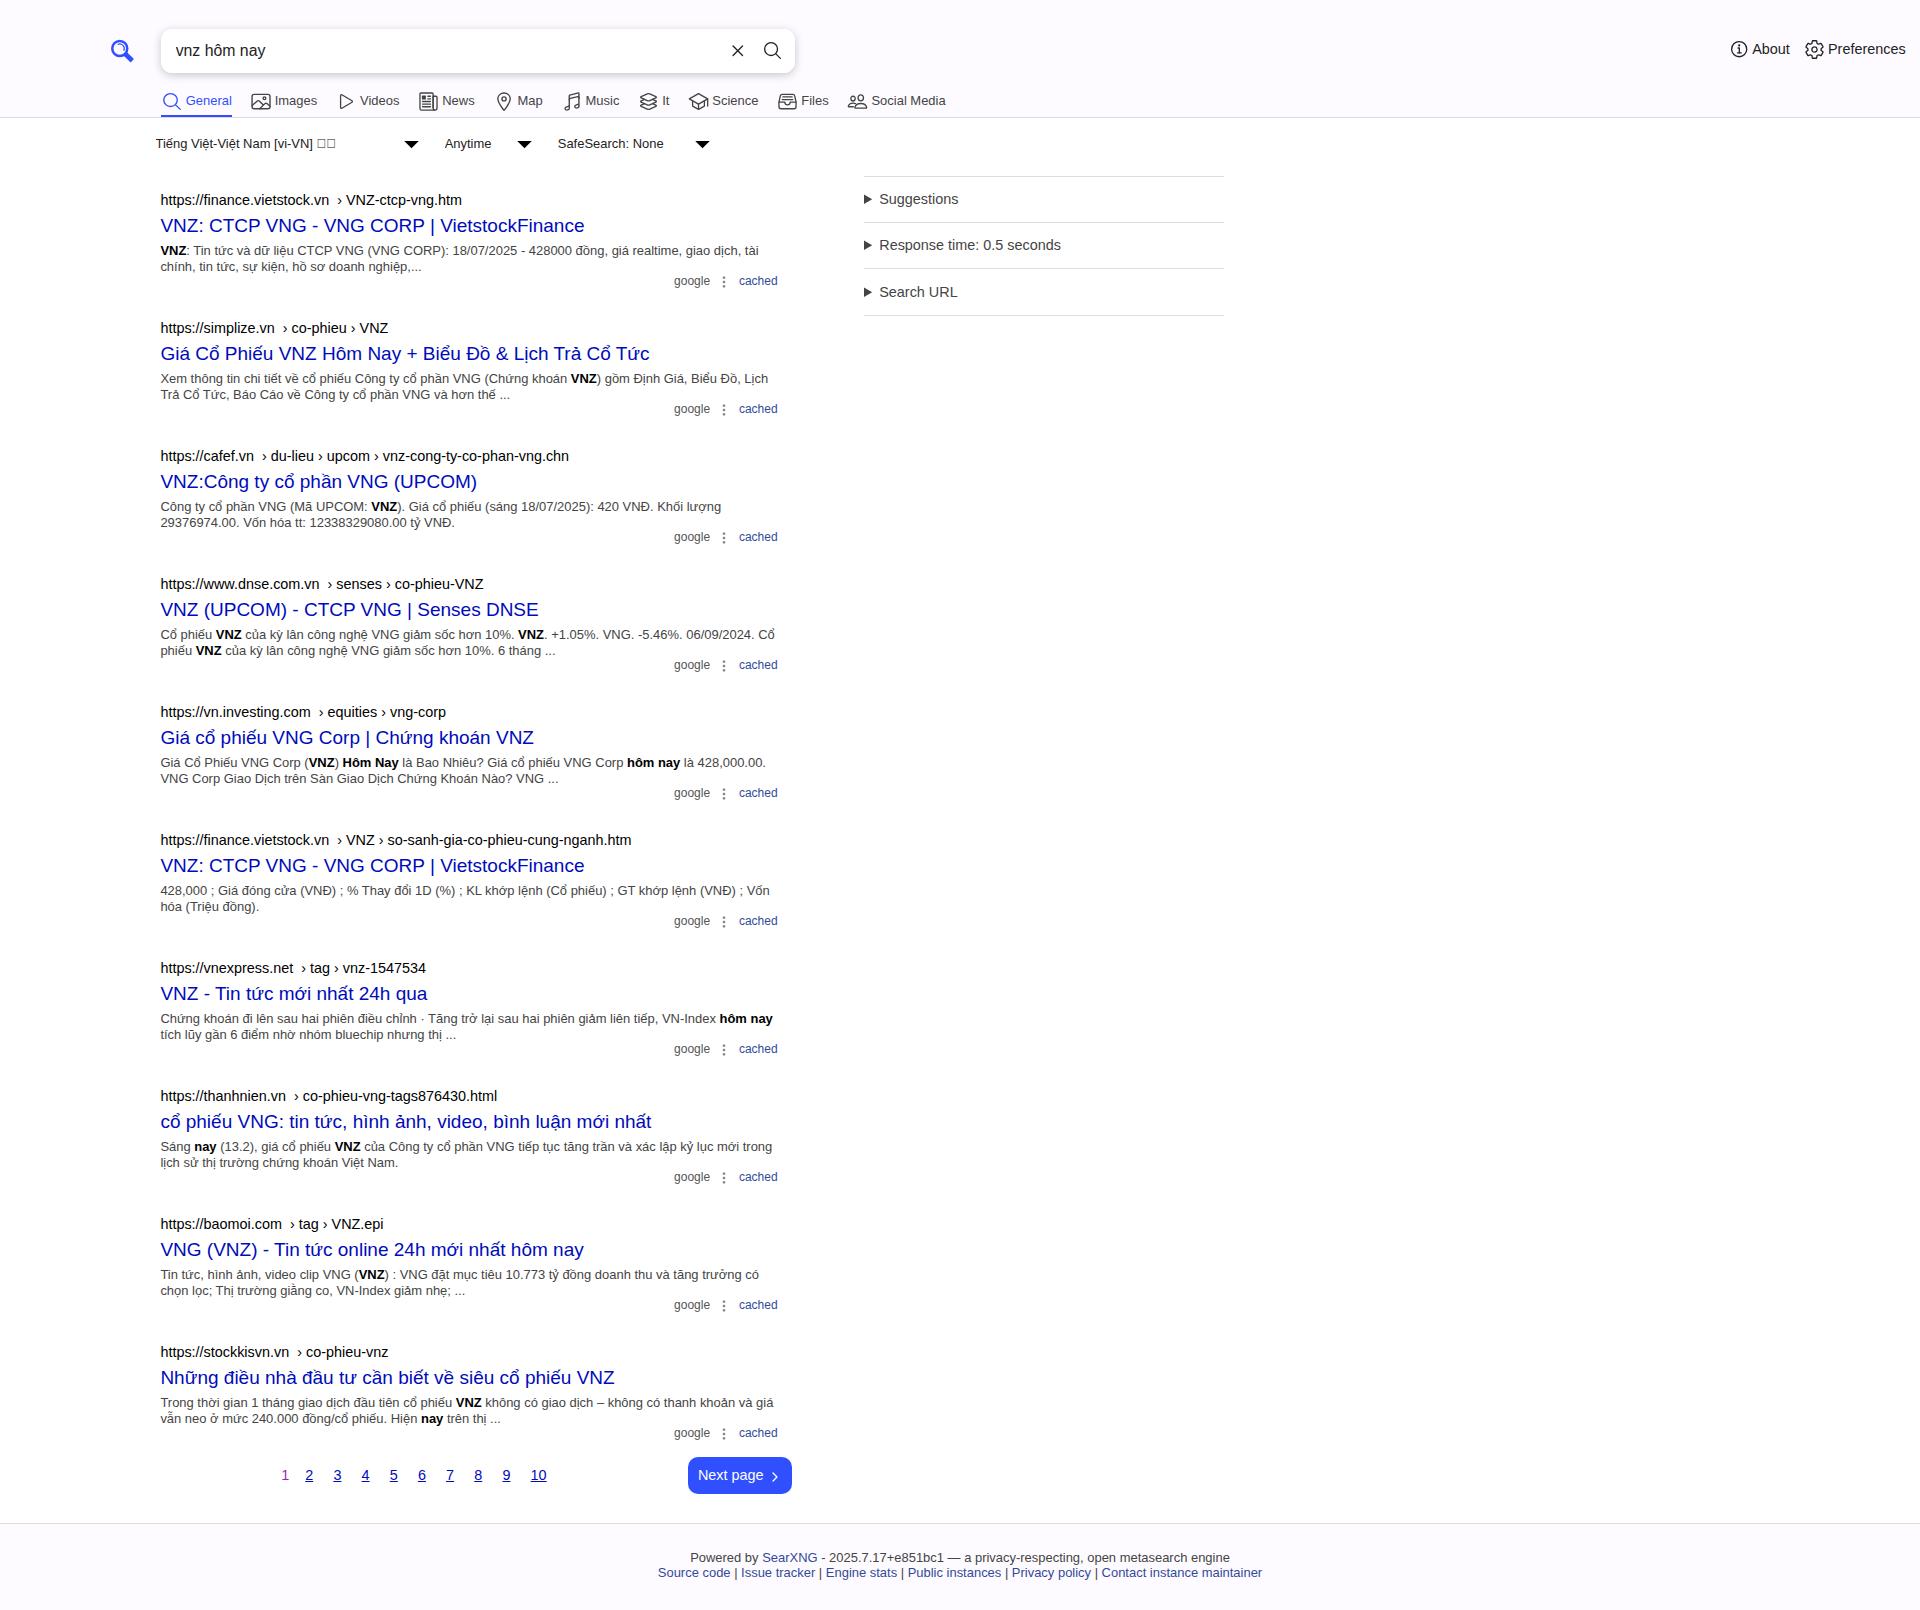 vnz hôm nay
About
Preferences
General
Images
Videos
News
Map
Music
It
Science
Files
Social Media
Tiếng Việt-Việt Nam [vi-VN]
Anytime
SafeSearch: None
https://finance.vietstock.vn › VNZ-ctcp-vng.htm
VNZ: CTCP VNG - VNG CORP | VietstockFinance
VNZ: Tin tức và dữ liệu CTCP VNG (VNG CORP): 18/07/2025 - 428000 đồng, giá realtime, giao dịch, tài
chính, tin tức, sự kiện, hồ sơ doanh nghiệp,...
google
cached
https://simplize.vn › co-phieu › VNZ
Giá Cổ Phiếu VNZ Hôm Nay + Biểu Đồ & Lịch Trả Cổ Tức
Xem thông tin chi tiết về cổ phiếu Công ty cổ phần VNG (Chứng khoán VNZ) gồm Định Giá, Biểu Đồ, Lịch
Trả Cổ Tức, Báo Cáo về Công ty cổ phần VNG và hơn thế ...
google
cached
https://cafef.vn › du-lieu › upcom › vnz-cong-ty-co-phan-vng.chn
VNZ:Công ty cổ phần VNG (UPCOM)
Công ty cổ phần VNG (Mã UPCOM: VNZ). Giá cổ phiếu (sáng 18/07/2025): 420 VNĐ. Khối lượng
29376974.00. Vốn hóa tt: 12338329080.00 tỷ VNĐ.
google
cached
https://www.dnse.com.vn › senses › co-phieu-VNZ
VNZ (UPCOM) - CTCP VNG | Senses DNSE
Cổ phiếu VNZ của kỳ lân công nghệ VNG giảm sốc hơn 10%. VNZ. +1.05%. VNG. -5.46%. 06/09/2024. Cổ
phiếu VNZ của kỳ lân công nghệ VNG giảm sốc hơn 10%. 6 tháng ...
google
cached
https://vn.investing.com › equities › vng-corp
Giá cổ phiếu VNG Corp | Chứng khoán VNZ
Giá Cổ Phiếu VNG Corp (VNZ) Hôm Nay là Bao Nhiêu? Giá cổ phiếu VNG Corp hôm nay là 428,000.00.
VNG Corp Giao Dịch trên Sàn Giao Dịch Chứng Khoán Nào? VNG ...
google
cached
https://finance.vietstock.vn › VNZ › so-sanh-gia-co-phieu-cung-nganh.htm
VNZ: CTCP VNG - VNG CORP | VietstockFinance
428,000 ; Giá đóng cửa (VNĐ) ; % Thay đổi 1D (%) ; KL khớp lệnh (Cổ phiếu) ; GT khớp lệnh (VNĐ) ; Vốn
hóa (Triệu đồng).
google
cached
https://vnexpress.net › tag › vnz-1547534
VNZ - Tin tức mới nhất 24h qua
Chứng khoán đi lên sau hai phiên điều chỉnh · Tăng trở lại sau hai phiên giảm liên tiếp, VN-Index hôm nay
tích lũy gần 6 điểm nhờ nhóm bluechip nhưng thị ...
google
cached
https://thanhnien.vn › co-phieu-vng-tags876430.html
cổ phiếu VNG: tin tức, hình ảnh, video, bình luận mới nhất
Sáng nay (13.2), giá cổ phiếu VNZ của Công ty cổ phần VNG tiếp tục tăng trần và xác lập kỷ lục mới trong
lịch sử thị trường chứng khoán Việt Nam.
google
cached
https://baomoi.com › tag › VNZ.epi
VNG (VNZ) - Tin tức online 24h mới nhất hôm nay
Tin tức, hình ảnh, video clip VNG (VNZ) : VNG đặt mục tiêu 10.773 tỷ đồng doanh thu và tăng trưởng có
chọn lọc; Thị trường giằng co, VN-Index giảm nhẹ; ...
google
cached
https://stockkisvn.vn › co-phieu-vnz
Những điều nhà đầu tư cần biết về siêu cổ phiếu VNZ
Trong thời gian 1 tháng giao dịch đầu tiên cổ phiếu VNZ không có giao dịch – không có thanh khoản và giá
vẫn neo ở mức 240.000 đồng/cổ phiếu. Hiện nay trên thị ...
google
cached
Suggestions
Response time: 0.5 seconds
Search URL
1 2 3 4 5 6 7 8 9 10
Next page
Powered by SearXNG - 2025.7.17+e851bc1 — a privacy-respecting, open metasearch engine
Source code | Issue tracker | Engine stats | Public instances | Privacy policy | Contact instance maintainer